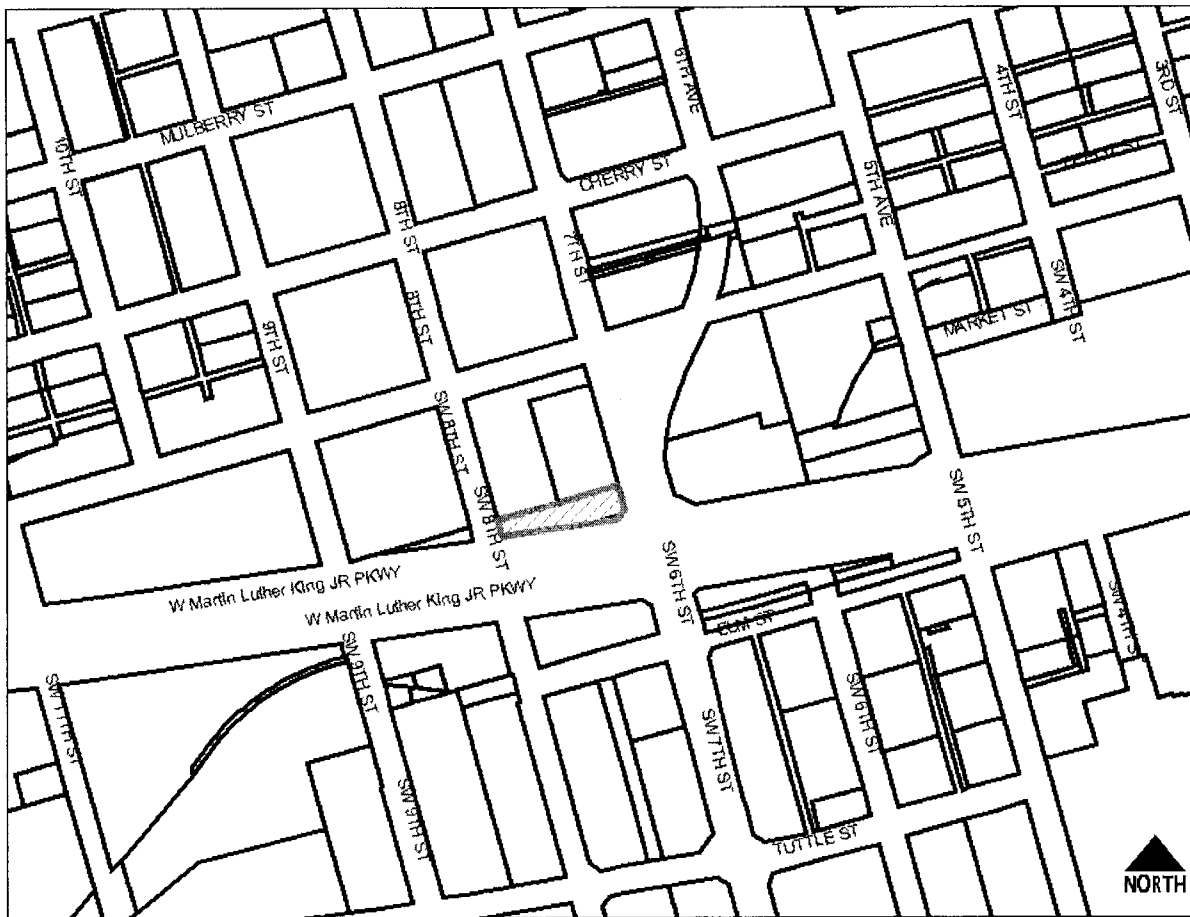 MULBERRY ST
10TH ST
6TH AVE
4TH ST
3RD ST
CHERRY ST
5TH AVE
8TH ST
7TH ST
SW 4TH ST
8TH ST
9TH ST
MARKET ST
SW 8TH ST
SW 8TH ST
SW 5TH ST
W Martin Luther King JR PKWY
W Martin Luther King JR PKWY
SW 6TH ST
ELM ST
SW 9TH ST
SW 11TH ST
SW 7TH ST
SW 9TH ST
TUTTLE ST
NORTH